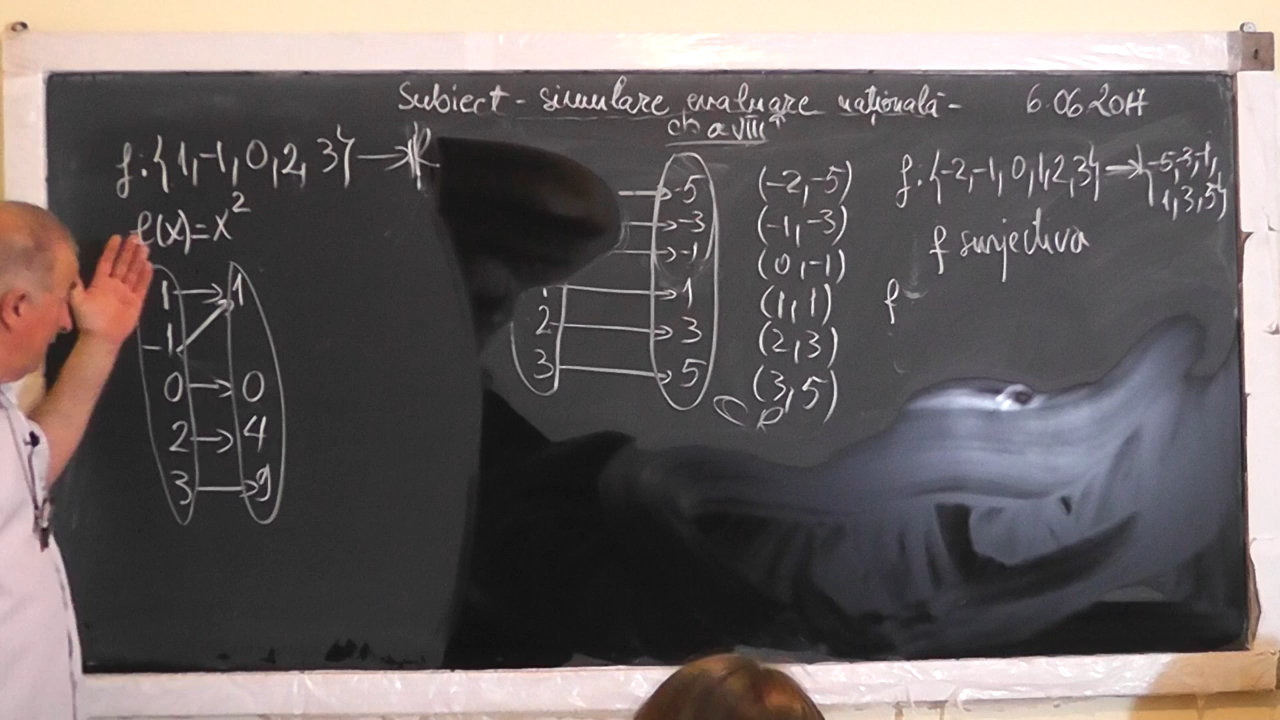 Subiect - simulare evaluare națională - 6.06.2017
cls a VIII a
f:{1,-1,0,2,3}→R
f(x)=x²
1 → 1
-1
0 → 0
2 → 4
3 → 9
-5
-3
-1
1 → 1
2 → 3
3 → 5
(-2,-5)
(-1,-3)
(0,-1)
(1,1)
(2,3)
(3,5)
f:{-2,-1,0,1,2,3}→{-5,-3,-1,
1,3,5}
f surjectiva
f